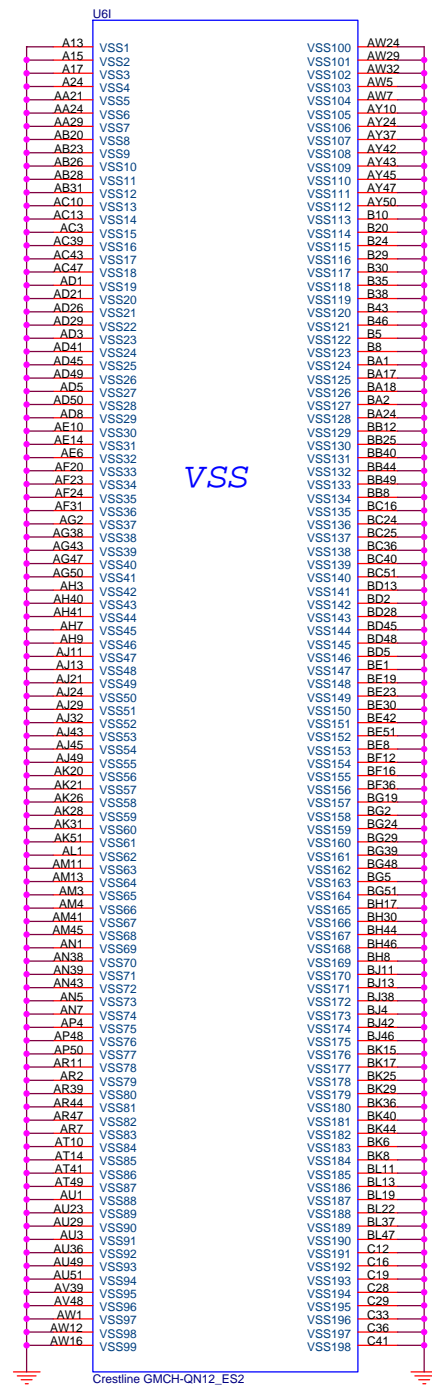 U6I
A13 VSS1 VSS100 AW24
A15 VSS2 VSS101 AW29
A17 VSS3 VSS102 AW32
A24 VSS4 VSS103 AW5
AA21 VSS5 VSS104 AW7
AA24 VSS6 VSS105 AY10
AA29 VSS7 VSS106 AY24
AB20 VSS8 VSS107 AY37
AB23 VSS9 VSS108 AY42
AB26 VSS10 VSS109 AY43
AB28 VSS11 VSS110 AY45
AB31 VSS12 VSS111 AY47
AC10 VSS13 VSS112 AY50
AC13 VSS14 VSS113 B10
AC3 VSS15 VSS114 B20
AC39 VSS16 VSS115 B24
AC43 VSS17 VSS116 B29
AC47 VSS18 VSS117 B30
AD1 VSS19 VSS118 B35
AD21 VSS20 VSS119 B38
AD26 VSS21 VSS120 B43
AD29 VSS22 VSS121 B46
AD3 VSS23 VSS122 B5
AD41 VSS24 VSS123 B8
AD45 VSS25 VSS124 BA1
AD49 VSS26 VSS125 BA17
AD5 VSS27 VSS126 BA18
AD50 VSS28 VSS127 BA2
AD8 VSS29 VSS128 BA24
AE10 VSS30 VSS129 BB12
AE14 VSS31 VSS130 BB25
AE6 VSS32 VSS131 BB40
AF20 VSS33 VSS132 BB44
AF23 VSS34 VSS133 BB49
AF24 VSS35 VSS134 BB8
AF31 VSS36 VSS135 BC16
AG2 VSS37 VSS136 BC24
AG38 VSS38 VSS137 BC25
AG43 VSS39 VSS138 BC36
AG47 VSS40 VSS139 BC40
AG50 VSS41 VSS140 BC51
AH3 VSS42 VSS141 BD13
AH40 VSS43 VSS142 BD2
AH41 VSS44 VSS143 BD28
AH7 VSS45 VSS144 BD45
AH9 VSS46 VSS145 BD48
AJ11 VSS47 VSS146 BD5
AJ13 VSS48 VSS147 BE1
AJ21 VSS49 VSS148 BE19
AJ24 VSS50 VSS149 BE23
AJ29 VSS51 VSS150 BE30
AJ32 VSS52 VSS151 BE42
AJ43 VSS53 VSS152 BE51
AJ45 VSS54 VSS153 BE8
AJ49 VSS55 VSS154 BF12
AK20 VSS56 VSS155 BF16
AK21 VSS57 VSS156 BF36
AK26 VSS58 VSS157 BG19
AK28 VSS59 VSS158 BG2
AK31 VSS60 VSS159 BG24
AK51 VSS61 VSS160 BG29
AL1 VSS62 VSS161 BG39
AM11 VSS63 VSS162 BG48
AM13 VSS64 VSS163 BG5
AM3 VSS65 VSS164 BG51
AM4 VSS66 VSS165 BH17
AM41 VSS67 VSS166 BH30
AM45 VSS68 VSS167 BH44
AN1 VSS69 VSS168 BH46
AN38 VSS70 VSS169 BH8
AN39 VSS71 VSS170 BJ11
AN43 VSS72 VSS171 BJ13
AN5 VSS73 VSS172 BJ38
AN7 VSS74 VSS173 BJ4
AP4 VSS75 VSS174 BJ42
AP48 VSS76 VSS175 BJ46
AP50 VSS77 VSS176 BK15
AR11 VSS78 VSS177 BK17
AR2 VSS79 VSS178 BK25
AR39 VSS80 VSS179 BK29
AR44 VSS81 VSS180 BK36
AR47 VSS82 VSS181 BK40
AR7 VSS83 VSS182 BK44
AT10 VSS84 VSS183 BK6
AT14 VSS85 VSS184 BK8
AT41 VSS86 VSS185 BL11
AT49 VSS87 VSS186 BL13
AU1 VSS88 VSS187 BL19
AU23 VSS89 VSS188 BL22
AU29 VSS90 VSS189 BL37
AU3 VSS91 VSS190 BL47
AU36 VSS92 VSS191 C12
AU49 VSS93 VSS192 C16
AU51 VSS94 VSS193 C19
AV39 VSS95 VSS194 C28
AV48 VSS96 VSS195 C29
AW1 VSS97 VSS196 C33
AW12 VSS98 VSS197 C36
AW16 VSS99 VSS198 C41
VSS
Crestline GMCH-QN12_ES2